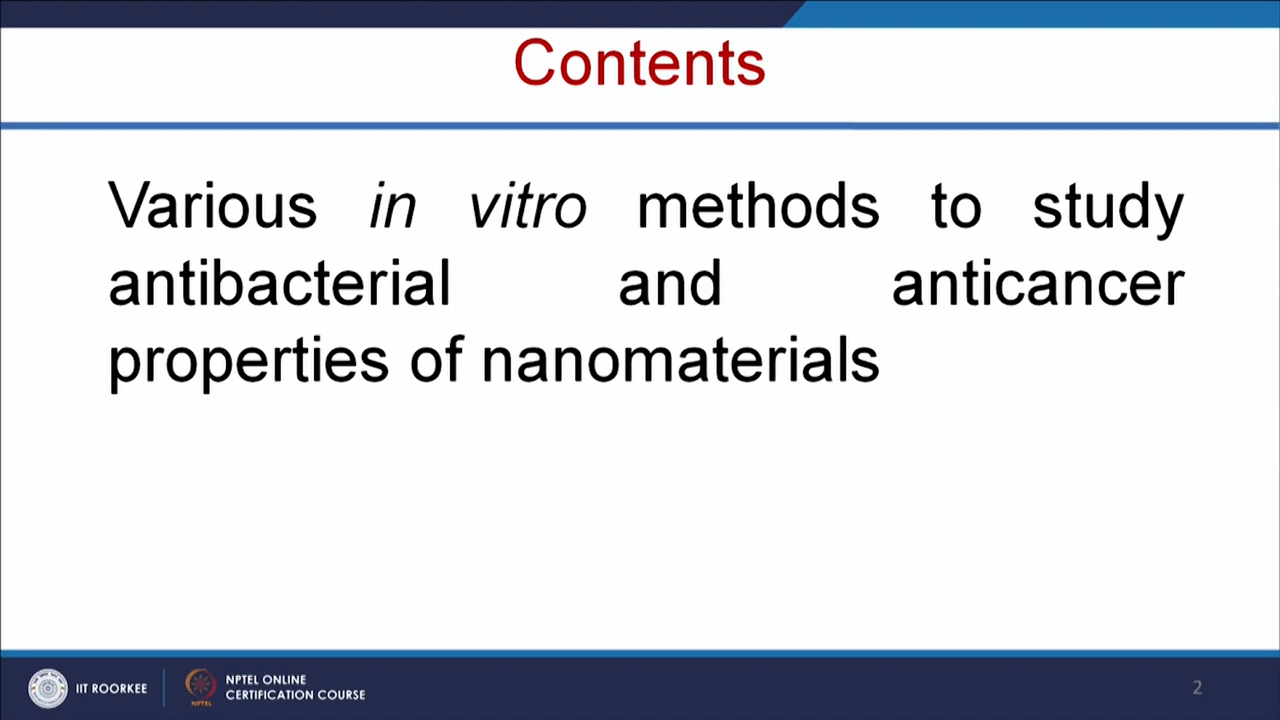 Contents
Various in vitro methods to study
antibacterial and anticancer
properties of nanomaterials
IIT ROORKEE
NPTEL
NPTEL ONLINE
CERTIFICATION COURSE
2